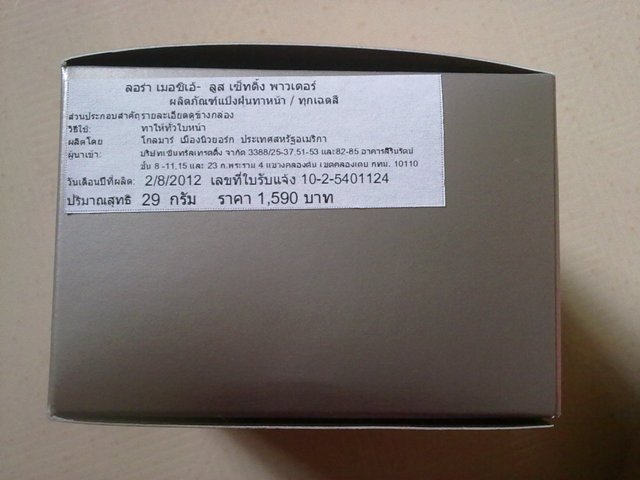 ลอร่า เมอซิเอ้- ลูส เซ็ทติ้ง พาวเดอร์
ผลิตภัณฑ์แป้งฝุ่นทาหน้า / ทุกเฉดสี
ส่วนประกอบสำคัญ รายละเอียดดูข้างกล่อง
วิธีใช้: ทาให้ทั่วใบหน้า
ผลิตโดย โกลมาร์ เมืองนิวยอร์ก ประเทศสหรัฐอเมริกา
ผู้นำเข้า: บริษัทเซ็นทรัลเทรดดิ้ง จำกัด 3388/25-37,51-53 และ82-85 อาคารสิรินรัตน์
ชั้น 8 -11,15 และ 23 ถ.พระราม 4 แขวงคลองตัน เขตคลองเตย กทม. 10110
วันเดือนปีที่ผลิต: 2/8/2012 เลขที่ใบรับแจ้ง 10-2-5401124
ปริมาณสุทธิ 29 กรัม ราคา 1,590 บาท